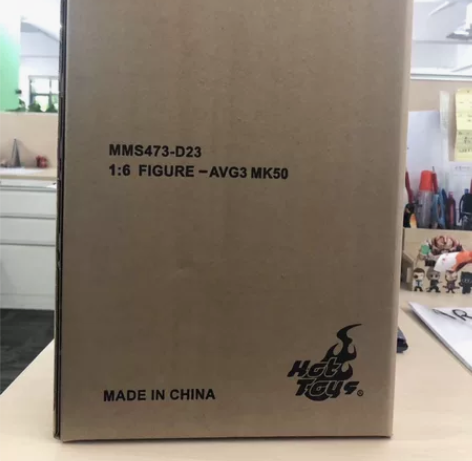 MMS473-D23
1:6 FIGURE -AVG3 MK50
Hot
Toys®
MADE IN CHINA